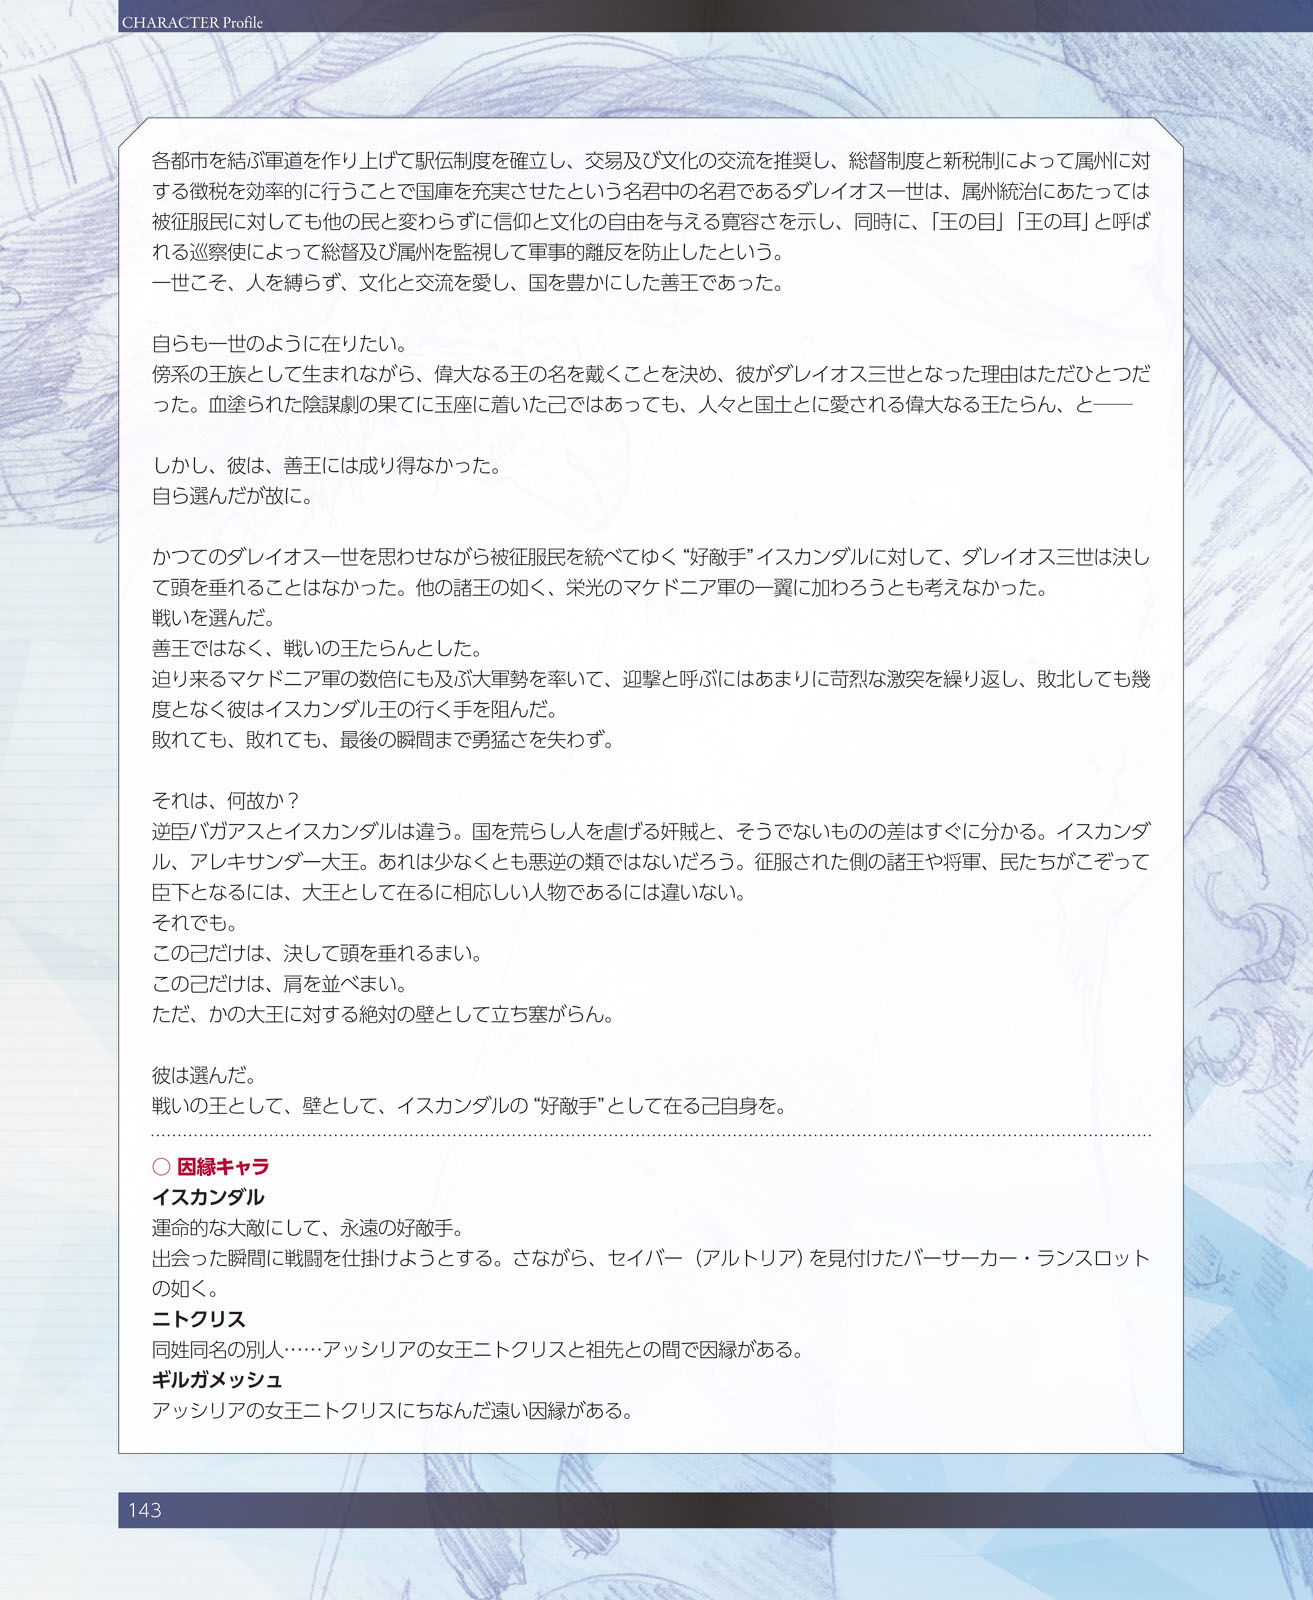 CHARACTER Profile
各都市を結ぶ軍道を作り上げて駅伝制度を確立し、交易及び文化の交流を推奨し、総督制度と新税制によって属州に対
する徴税を効率的に行うことで国庫を充実させたという名君中の名君であるダレイオス一世は、属州統治にあたっては
被征服民に対しても他の民と変わらずに信仰と文化の自由を与える寛容さを示し、同時に、「王の目」「王の耳」と呼ば
れる巡察使によって総督及び属州を監視して軍事的離反を防止したという。
一世こそ、人を縛らず、文化と交流を愛し、国を豊かにした善王であった。
自らも一世のように在りたい。
傍系の王族として生まれながら、偉大なる王の名を戴くことを決め、彼がダレイオス三世となった理由はただひとつだ
った。血塗られた陰謀劇の果てに玉座に着いた己ではあっても、人々と国土とに愛される偉大なる王たらん、と――
しかし、彼は、善王には成り得なかった。
自ら選んだが故に。
かつてのダレイオス一世を思わせながら被征服民を統べてゆく“好敵手”イスカンダルに対して、ダレイオス三世は決し
て頭を垂れることはなかった。他の諸王の如く、栄光のマケドニア軍の一翼に加わろうとも考えなかった。
戦いを選んだ。
善王ではなく、戦いの王たらんとした。
迫り来るマケドニア軍の数倍にも及ぶ大軍勢を率いて、迎撃と呼ぶにはあまりに苛烈な激突を繰り返し、敗北しても幾
度となく彼はイスカンダル王の行く手を阻んだ。
敗れても、敗れても、最後の瞬間まで勇猛さを失わず。
それは、何故か？
逆臣バガアスとイスカンダルは違う。国を荒らし人を虐げる奸賊と、そうでないものの差はすぐに分かる。イスカンダ
ル、アレキサンダー大王。あれは少なくとも悪逆の類ではないだろう。征服された側の諸王や将軍、民たちがこぞって
臣下となるには、大王として在るに相応しい人物であるには違いない。
それでも。
この己だけは、決して頭を垂れるまい。
この己だけは、肩を並べまい。
ただ、かの大王に対する絶対の壁として立ち塞がらん。
彼は選んだ。
戦いの王として、壁として、イスカンダルの“好敵手”として在る己自身を。
○ 因縁キャラ
イスカンダル
運命的な大敵にして、永遠の好敵手。
出会った瞬間に戦闘を仕掛けようとする。さながら、セイバー（アルトリア）を見付けたバーサーカー・ランスロット
の如く。
ニトクリス
同姓同名の別人……アッシリアの女王ニトクリスと祖先との間で因縁がある。
ギルガメッシュ
アッシリアの女王ニトクリスにちなんだ遠い因縁がある。
143